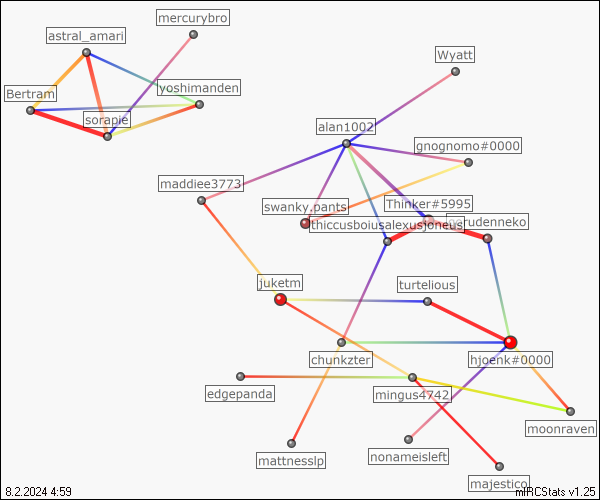 mercurybro
astral_amari
Wyatt
Bertram
yoshimanden
sorapie
alan1002
gnognomo#0000
maddiee3773
swanky.pants
Thinker#5995
thiccusboiusalexusjoneus
rudenneko
juketm
turtelious
chunkzter
hjoenk#0000
edgepanda
mingus4742
moonraven
mattnesslp
nonameisleft
majestico
8.2.2024 4:59
mIRCStats v1.25